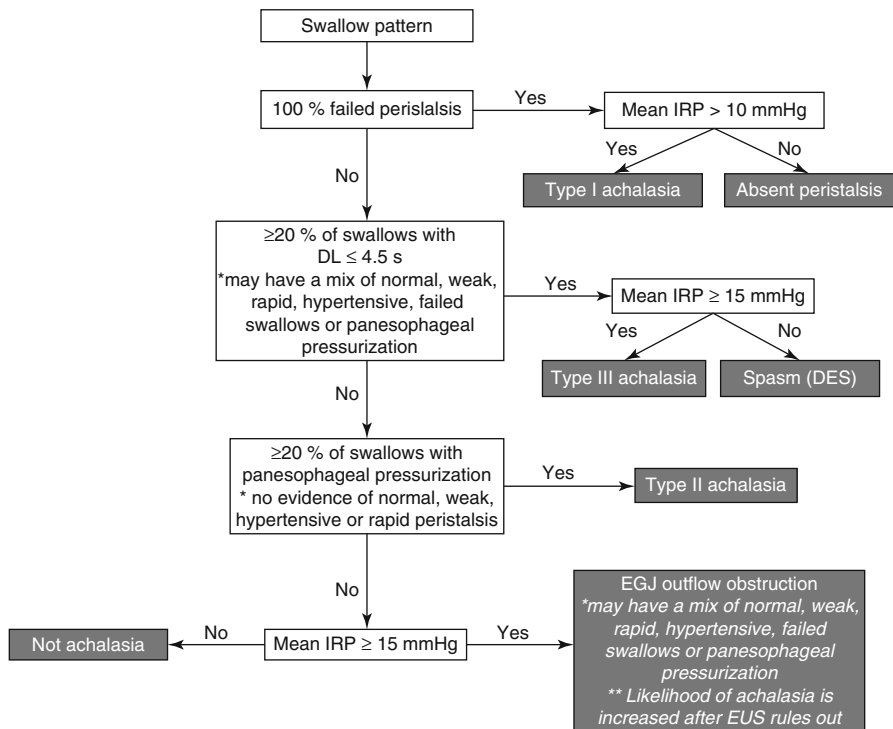 Swallow pattern
100 % failed perislalsis
Yes
Mean IRP > 10 mmHg
Yes
No
No
Type I achalasia
Absent peristalsis
≥20 % of swallows with
DL ≤ 4.5 s
*may have a mix of normal, weak,
rapid, hypertensive, failed
swallows or panesophageal
pressurization
Yes
Mean IRP ≥ 15 mmHg
Yes
No
No
Type III achalasia
Spasm (DES)
≥20 % of swallows with
panesophageal pressurization
* no evidence of normal, weak,
hypertensive or rapid peristalsis
Yes
Type II achalasia
No
Not achalasia
No
Mean IRP ≥ 15 mmHg
Yes
EGJ outflow obstruction
*may have a mix of normal, weak,
rapid, hypertensive, failed
swallows or panesophageal
pressurization
** Likelihood of achalasia is
increased after EUS rules out